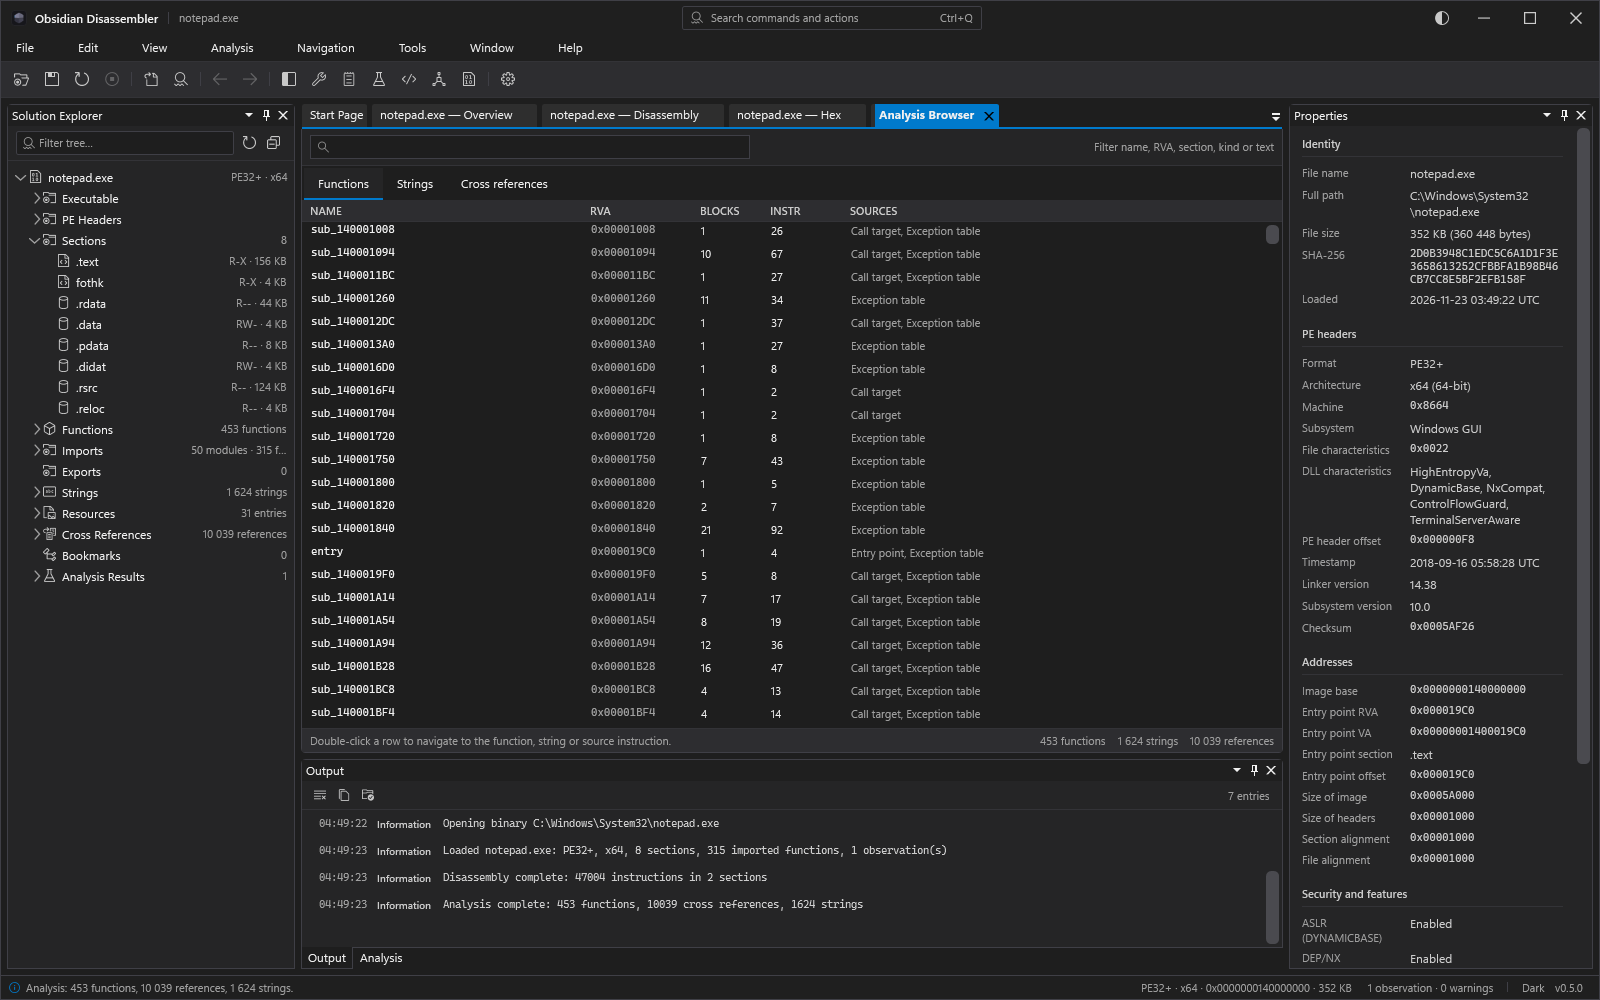 Obsidian Disassembler
notepad.exe
Search commands and actions
Ctrl+Q
File
Edit
View
Analysis
Navigation
Tools
Window
Help
Solution Explorer
Filter tree...
notepad.exe PE32+ · x64
Executable
PE Headers
Sections 8
.text R-X · 156 KB
fothk R-X · 4 KB
.rdata R-- · 44 KB
.data RW- · 4 KB
.pdata R-- · 8 KB
.didat RW- · 4 KB
.rsrc R-- · 124 KB
.reloc R-- · 4 KB
Functions 453 functions
Imports 50 modules · 315 f...
Exports 0
Strings 1 624 strings
Resources 31 entries
Cross References 10 039 references
Bookmarks 0
Analysis Results 1
Start Page
notepad.exe — Overview
notepad.exe — Disassembly
notepad.exe — Hex
Analysis Browser
Filter name, RVA, section, kind or text
Functions
Strings
Cross references
NAME RVA BLOCKS INSTR SOURCES
sub_140001008 0x00001008 1 26 Call target, Exception table
sub_140001094 0x00001094 10 67 Call target, Exception table
sub_1400011BC 0x000011BC 1 27 Call target, Exception table
sub_140001260 0x00001260 11 34 Exception table
sub_1400012DC 0x000012DC 1 37 Call target, Exception table
sub_1400013A0 0x000013A0 1 27 Exception table
sub_1400016D0 0x000016D0 1 8 Exception table
sub_1400016F4 0x000016F4 1 2 Call target
sub_140001704 0x00001704 1 2 Call target
sub_140001720 0x00001720 1 8 Exception table
sub_140001750 0x00001750 7 43 Exception table
sub_140001800 0x00001800 1 5 Exception table
sub_140001820 0x00001820 2 7 Exception table
sub_140001840 0x00001840 21 92 Exception table
entry 0x000019C0 1 4 Entry point, Exception table
sub_1400019F0 0x000019F0 5 8 Call target, Exception table
sub_140001A14 0x00001A14 7 17 Call target, Exception table
sub_140001A54 0x00001A54 8 19 Call target, Exception table
sub_140001A94 0x00001A94 12 36 Call target, Exception table
sub_140001B28 0x00001B28 16 47 Call target, Exception table
sub_140001BC8 0x00001BC8 4 13 Call target, Exception table
sub_140001BF4 0x00001BF4 4 14 Call target, Exception table
Double-click a row to navigate to the function, string or source instruction.
453 functions 1 624 strings 10 039 references
Output
7 entries
04:49:22 Information Opening binary C:\Windows\System32\notepad.exe
04:49:23 Information Loaded notepad.exe: PE32+, x64, 8 sections, 315 imported functions, 1 observation(s)
04:49:23 Information Disassembly complete: 47004 instructions in 2 sections
04:49:23 Information Analysis complete: 453 functions, 10039 cross references, 1624 strings
Output
Analysis
Properties
Identity
File name notepad.exe
Full path C:\Windows\System32
\notepad.exe
File size 352 KB (360 448 bytes)
SHA-256 2D0B3948C1EDC5C6A1D1F3E
3658613252CFBBFA1B98B46
CB7CC8E5BF2EFB158F
Loaded 2026-11-23 03:49:22 UTC
PE headers
Format PE32+
Architecture x64 (64-bit)
Machine 0x8664
Subsystem Windows GUI
File characteristics 0x0022
DLL characteristics HighEntropyVa,
DynamicBase, NxCompat,
ControlFlowGuard,
TerminalServerAware
PE header offset 0x000000F8
Timestamp 2018-09-16 05:58:28 UTC
Linker version 14.38
Subsystem version 10.0
Checksum 0x0005AF26
Addresses
Image base 0x0000000140000000
Entry point RVA 0x000019C0
Entry point VA 0x00000001400019C0
Entry point section .text
Entry point offset 0x000019C0
Size of image 0x0005A000
Size of headers 0x00001000
Section alignment 0x00001000
File alignment 0x00001000
Security and features
ASLR Enabled
(DYNAMICBASE)
DEP/NX Enabled
Analysis: 453 functions, 10 039 references, 1 624 strings.
PE32+ · x64 · 0x0000000140000000 · 352 KB
1 observation · 0 warnings
Dark
v0.5.0